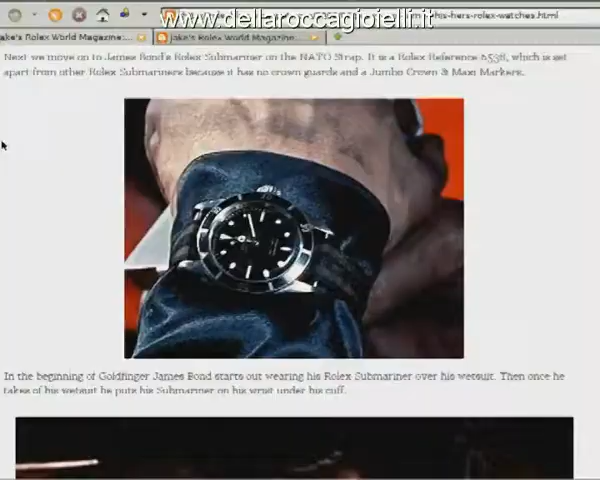 www.dellaroccagioielli.it
his-hers-rolex-watches.html
ake's Rolex World Magazine:...
Jake's Rolex World Magazine...
Next we move on to James Bond's Rolex Submariner on the NATO Strap. It is a Rolex Reference 6538, which is set
apart from other Rolex Submariners because it has no crown guards and a Jumbo Crown & Maxi Markers.
In the beginning of Goldfinger James Bond starts out wearing his Rolex Submariner over his wetsuit. Then once he
takes of his wetsuit he puts his Submariner on his wrist under his cuff.